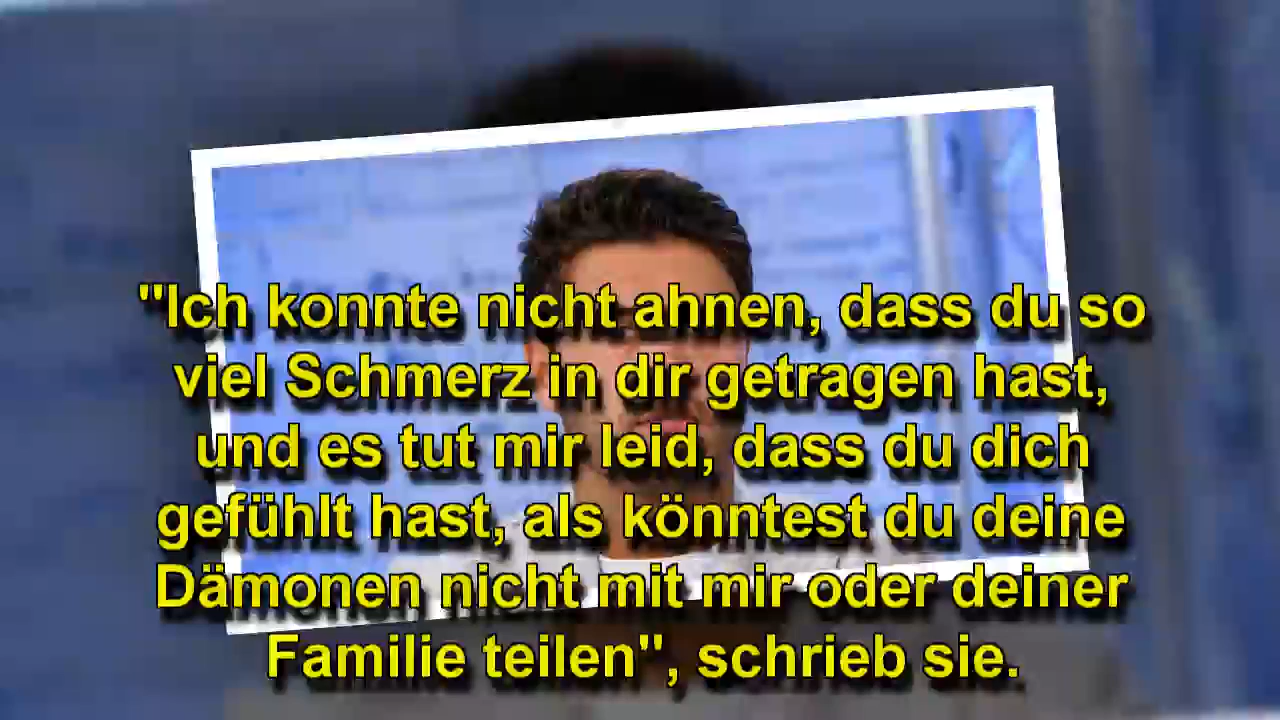 "Ich konnte nicht ahnen, dass du so
viel Schmerz in dir getragen hast,
und es tut mir leid, dass du dich
gefühlt hast, als könntest du deine
Dämonen nicht mit mir oder deiner
Familie teilen", schrieb sie.